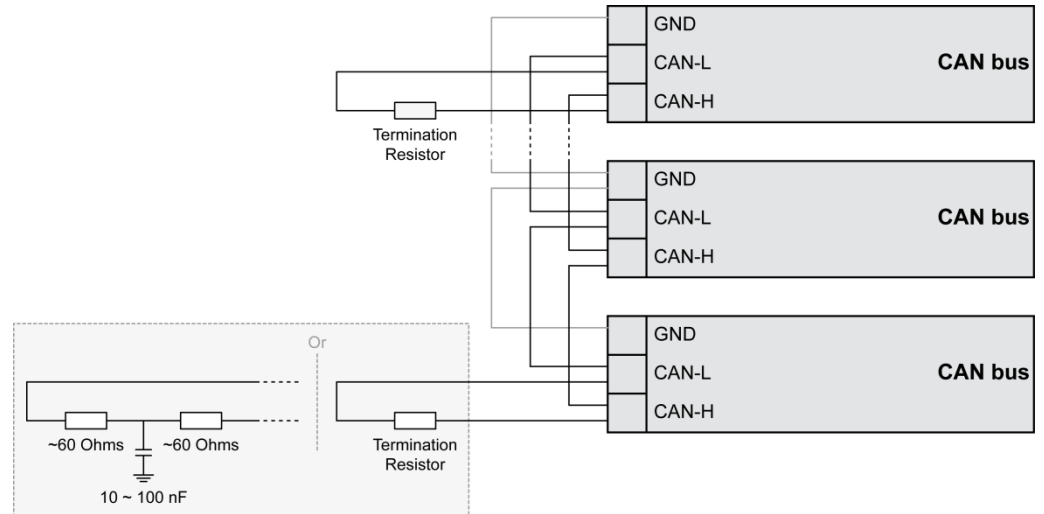 GND
CAN-L
CAN bus
CAN-H
Termination
Resistor
GND
CAN-L
CAN bus
CAN-H
GND
CAN-L
CAN bus
CAN-H
Or
~60 Ohms
~60 Ohms
10 ~ 100 nF
Termination
Resistor